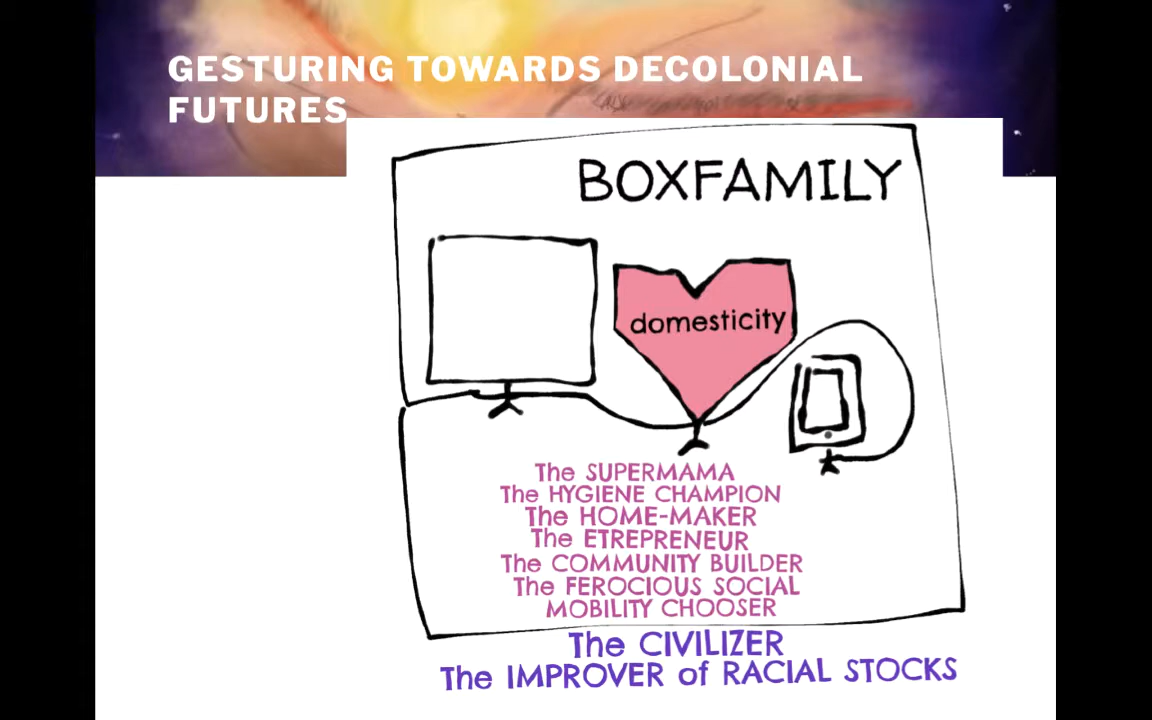 GESTURING TOWARDS DECOLONIAL
FUTURES
BOXFAMILY
domesticity
The SUPERMAMA
The HYGIENE CHAMPION
The HOME-MAKER
The ETREPRENEUR
The COMMUNITY BUILDER
The FEROCIOUS SOCIAL
MOBILITY CHOOSER
The CIVILIZER
The IMPROVER of RACIAL STOCKS